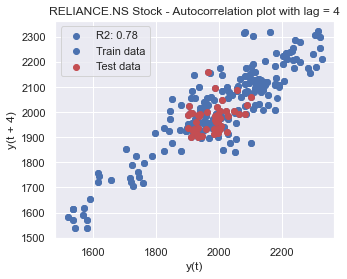 RELIANCE.NS Stock - Autocorrelation plot with lag = 4
R2: 0.78
Train data
Test data
2300
2200
2100
2000
1900
1800
1700
1600
1500
y(t + 4)
1600 1800 2000 2200
y(t)